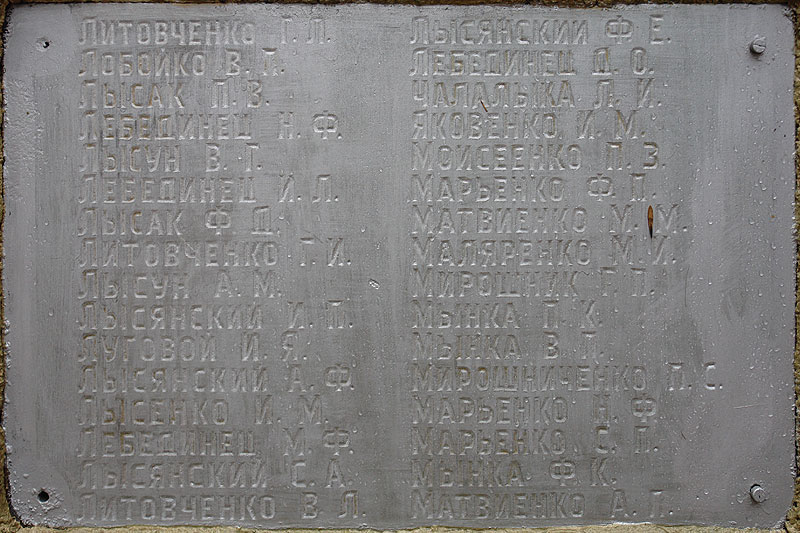 Литовченко Г. Л.
Лобойко В. П.
Лысак П. З.
Лебединец Н. Ф.
Лысун В. Г.
Лебединец И. Л.
Лысак Ф. Д.
Литовченко Г. И.
Лысун А. М.
Лысянский И. П.
Луговой И. Я.
Лысянский А. Ф.
Лысенко И. М.
Лебединец М. Ф.
Лысянский С. А.
Литовченко В. Л.
Лысянский Ф. Е.
Лебединец Д. О.
Чалалыка Л. И.
Яковенко И. М.
Моисеенко П. З.
Марьенко Ф. П.
Матвиенко М. М.
Маляренко М. И.
Мирошник Г. П.
Мынка Г. К.
Мынка В. П.
Мирошниченко П. С.
Марьенко Н. Ф
Марьенко С. П.
Мынка Ф. К.
Матвиенко А. П.